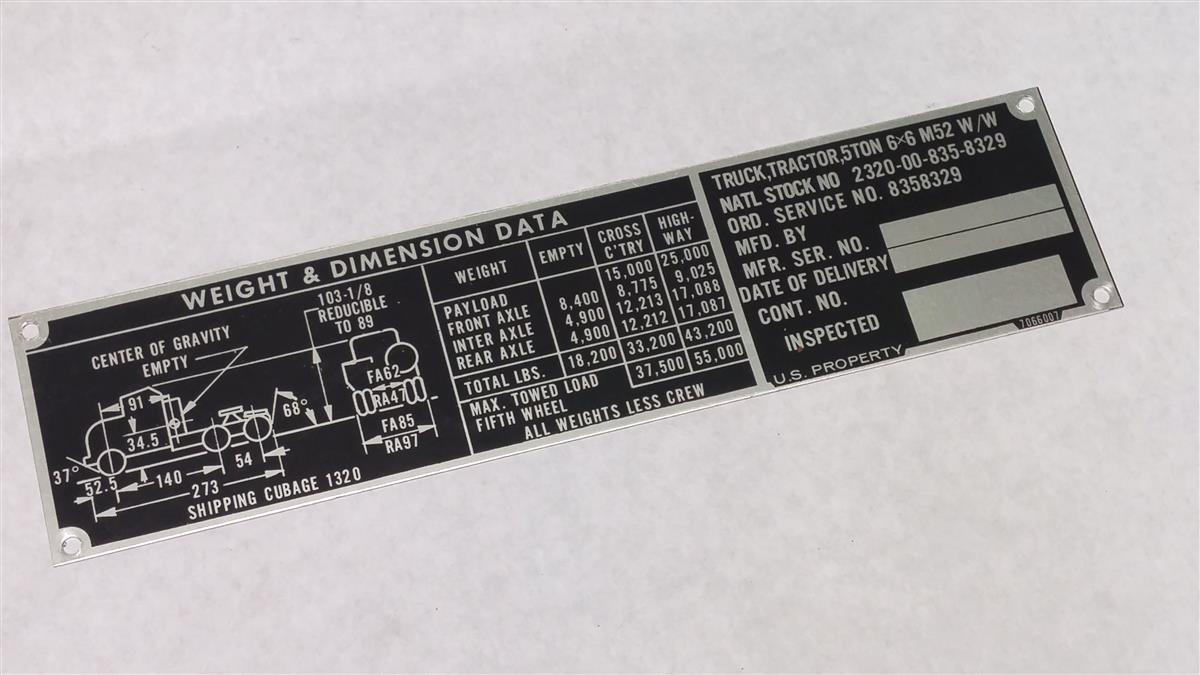 WEIGHT & DIMENSION DATA
CENTER OF GRAVITY
EMPTY
103-1/8
REDUCIBLE
TO 89
91
34.5
68°
37°
52.5
140
54
273
FA62
RA47
FA85
RA97
SHIPPING CUBAGE 1320
WEIGHT EMPTY CROSS C'TRY HIGH-WAY
PAYLOAD 15,000 25,000
FRONT AXLE 8,400 8,775 9,025
INTER AXLE 4,900 12,213 17,088
REAR AXLE 4,900 12,212 17,087
TOTAL LBS. 18,200 33,200 43,200
MAX. TOWED LOAD 37,500 55,000
FIFTH WHEEL
ALL WEIGHTS LESS CREW
TRUCK,TRACTOR,5TON 6×6 M52 W/W
NATL STOCK NO 2320-00-835-8329
ORD. SERVICE NO. 8358329
MFD. BY
MFR. SER. NO.
DATE OF DELIVERY
CONT. NO.
INSPECTED
U.S. PROPERTY
7066007